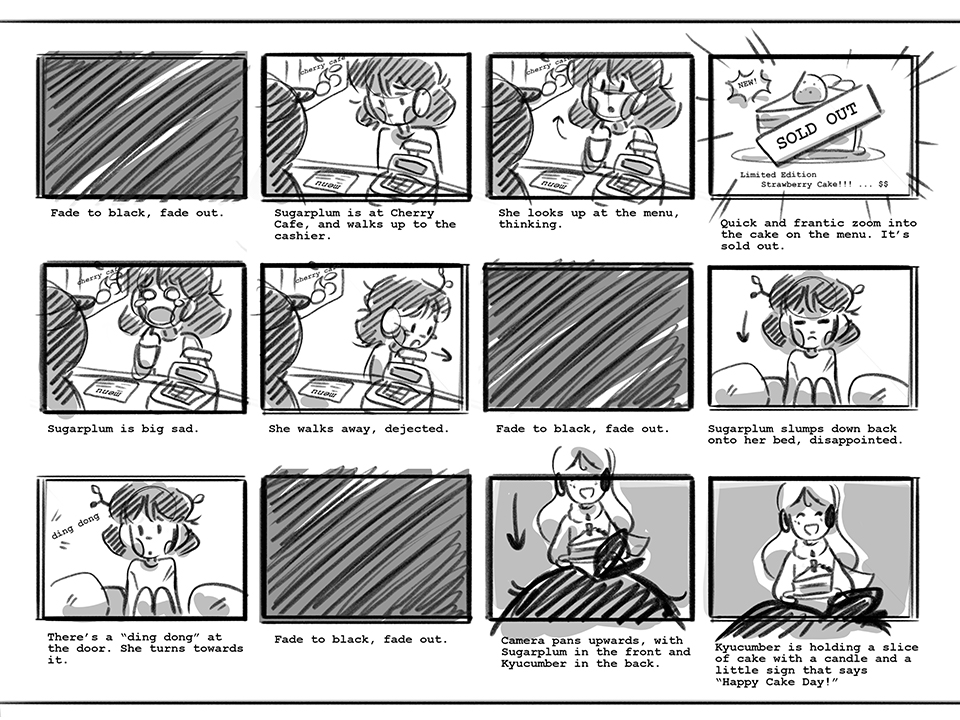 cherry cafe
menu
Fade to black, fade out.
Sugarplum is at Cherry
Cafe, and walks up to the
cashier.
cherry cafe
menu
She looks up at the menu,
thinking.
NEW!
SOLD OUT
Limited Edition
Strawberry Cake!!! ... $$
Quick and frantic zoom into
the cake on the menu. It's
sold out.
cherry cafe
menu
Sugarplum is big sad.
cherry cafe
menu
She walks away, dejected.
Fade to black, fade out.
Sugarplum slumps down back
onto her bed, disappointed.
ding dong
There's a “ding dong” at
the door. She turns towards
it.
Fade to black, fade out.
Camera pans upwards, with
Sugarplum in the front and
Kyucumber in the back.
Kyucumber is holding a slice
of cake with a candle and a
little sign that says
“Happy Cake Day!”